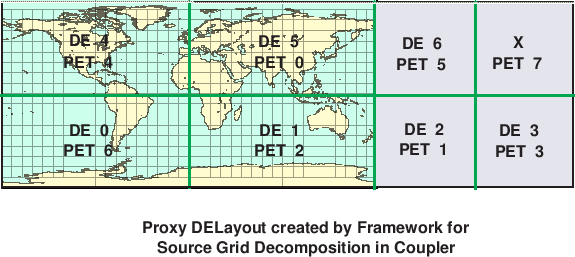 DE 4
PET 4
DE 5
PET 0
DE 6
PET 5
X
PET 7
DE 0
PET 6
DE 1
PET 2
DE 2
PET 1
DE 3
PET 3
Proxy DELayout created by Framework for
Source Grid Decomposition in Coupler